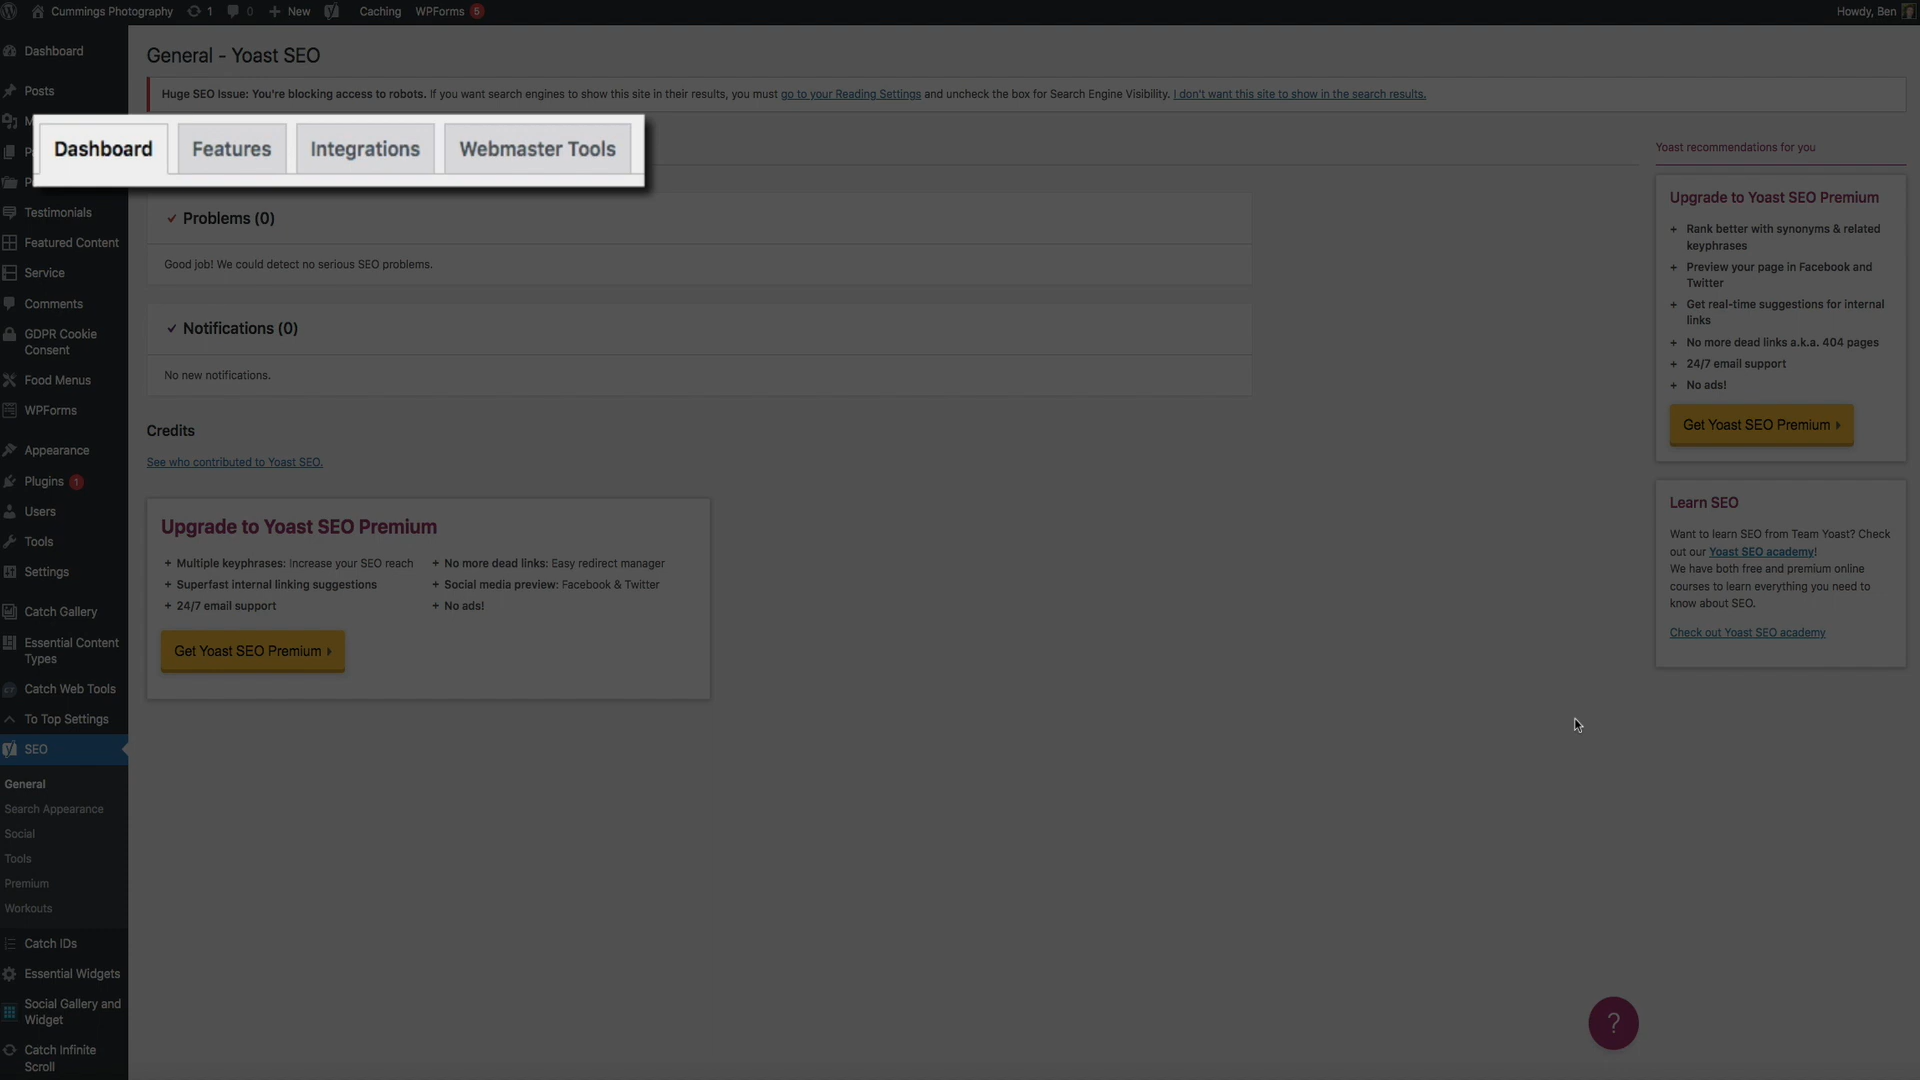 Cummings Photography 1 0 New Caching WPForms 5 Howdy, Ben
Dashboard
Posts
M
P
P
Testimonials
Featured Content
Service
Comments
GDPR Cookie
Consent
Food Menus
WPForms
Appearance
Plugins 1
Users
Tools
Settings
Catch Gallery
Essential Content
Types
Catch Web Tools
To Top Settings
SEO
General
Search Appearance
Social
Tools
Premium
Workouts
Catch IDs
Essential Widgets
Social Gallery and
Widget
Catch Infinite
Scroll
General - Yoast SEO
Huge SEO Issue: You're blocking access to robots. If you want search engines to show this site in their results, you must go to your Reading Settings and uncheck the box for Search Engine Visibility. I don't want this site to show in the search results.
Dashboard Features Integrations Webmaster Tools
Problems (0)
Good job! We could detect no serious SEO problems.
Notifications (0)
No new notifications.
Credits
See who contributed to Yoast SEO.
Upgrade to Yoast SEO Premium
+ Multiple keyphrases: Increase your SEO reach
+ Superfast internal linking suggestions
+ 24/7 email support
+ No more dead links: Easy redirect manager
+ Social media preview: Facebook & Twitter
+ No ads!
Get Yoast SEO Premium
Yoast recommendations for you
Upgrade to Yoast SEO Premium
+ Rank better with synonyms & related
keyphrases
+ Preview your page in Facebook and
Twitter
+ Get real-time suggestions for internal
links
+ No more dead links a.k.a. 404 pages
+ 24/7 email support
+ No ads!
Get Yoast SEO Premium
Learn SEO
Want to learn SEO from Team Yoast? Check
out our Yoast SEO academy!
We have both free and premium online
courses to learn everything you need to
know about SEO.
Check out Yoast SEO academy
?